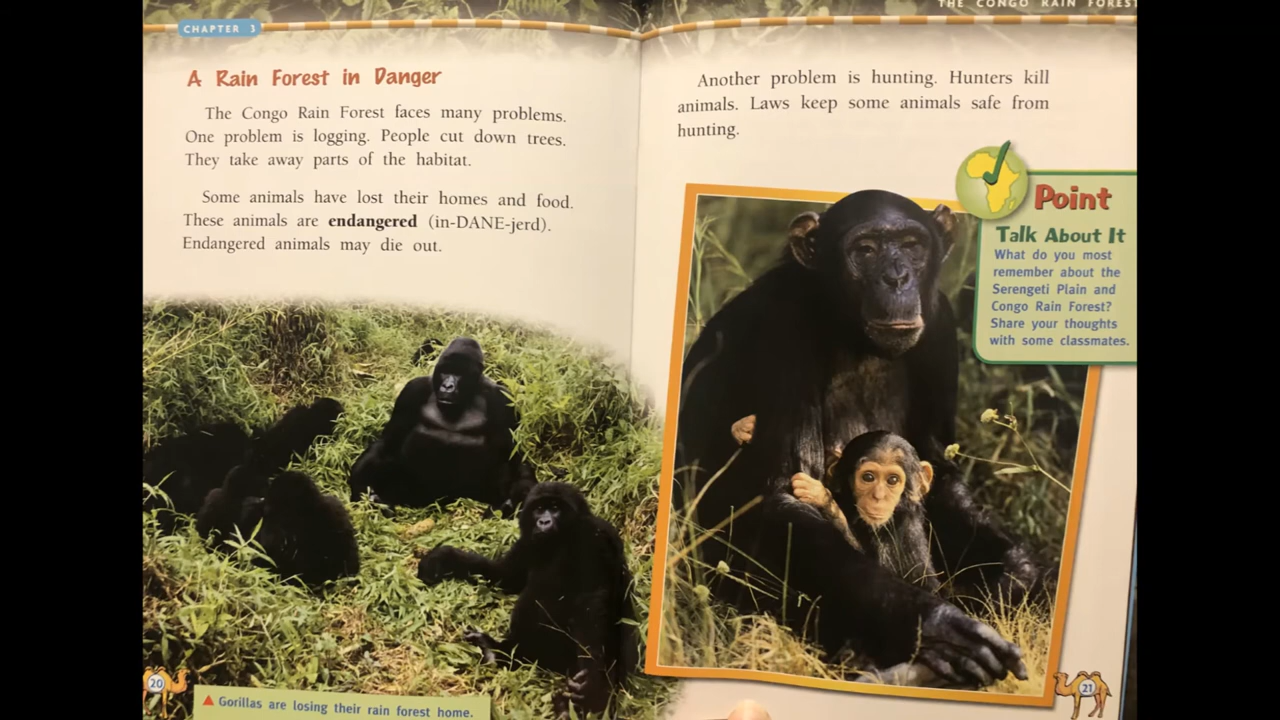 CHAPTER 3
A Rain Forest in Danger
The Congo Rain Forest faces many problems.
One problem is logging. People cut down trees.
They take away parts of the habitat.
Some animals have lost their homes and food.
These animals are endangered (in-DANE-jerd).
Endangered animals may die out.
20
Gorillas are losing their rain forest home.
THE CONGO RAIN FOREST
Another problem is hunting. Hunters kill
animals. Laws keep some animals safe from
hunting.
Point
Talk About It
What do you most
remember about the
Serengeti Plain and
Congo Rain Forest?
Share your thoughts
with some classmates.
21